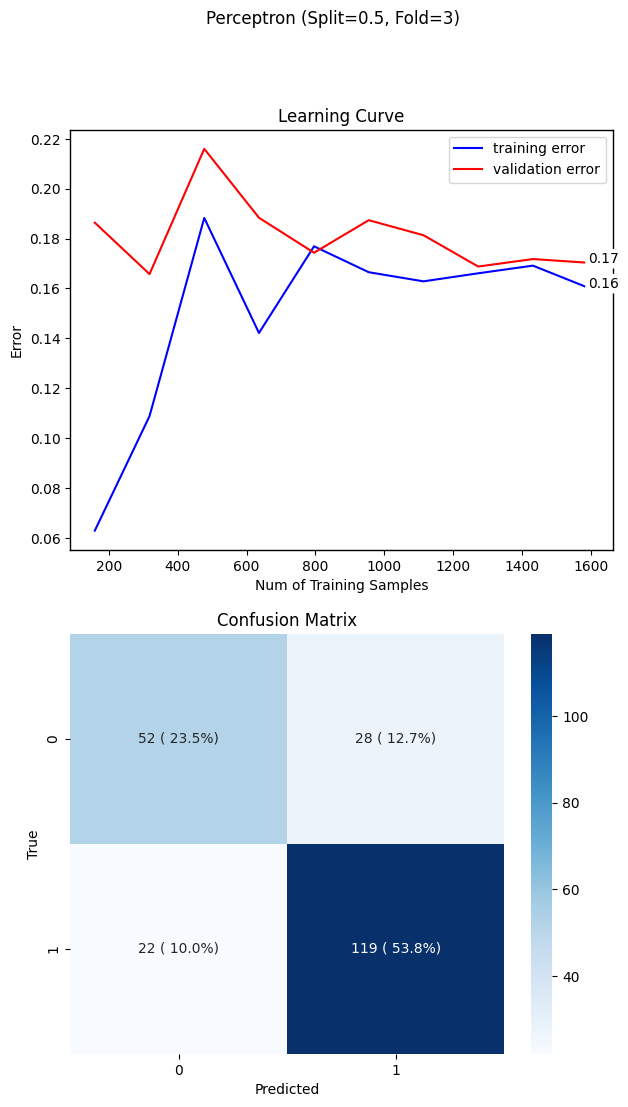 Perceptron (Split=0.5, Fold=3)
Learning Curve
training error
validation error
0.22
0.20
0.18
0.16
0.14
0.12
0.10
0.08
0.06
Error
0.17
0.16
200 400 600 800 1000 1200 1400 1600
Num of Training Samples
Confusion Matrix
0
1
True
52 ( 23.5%)
28 ( 12.7%)
22 ( 10.0%)
119 ( 53.8%)
100
80
60
40
0 1
Predicted